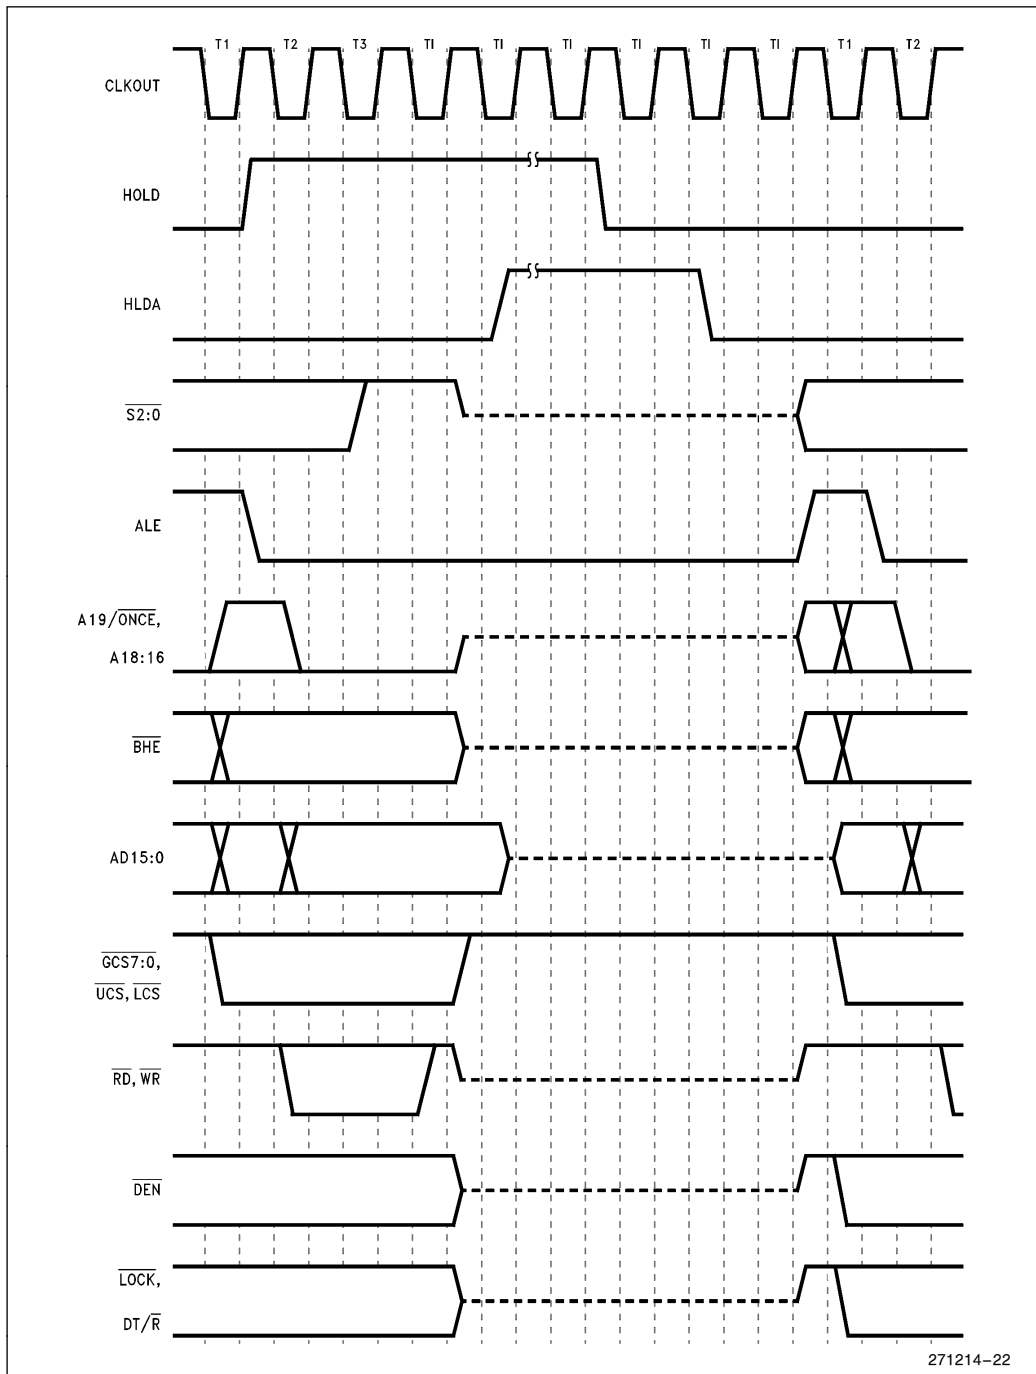 T1 T2 T3 TI TI TI TI TI TI T1 T2
CLKOUT
HOLD
HLDA
S2:0
ALE
A19/ONCE,
A18:16
BHE
AD15:0
GCS7:0,
UCS, LCS
RD, WR
DEN
LOCK,
DT/R
271214–22